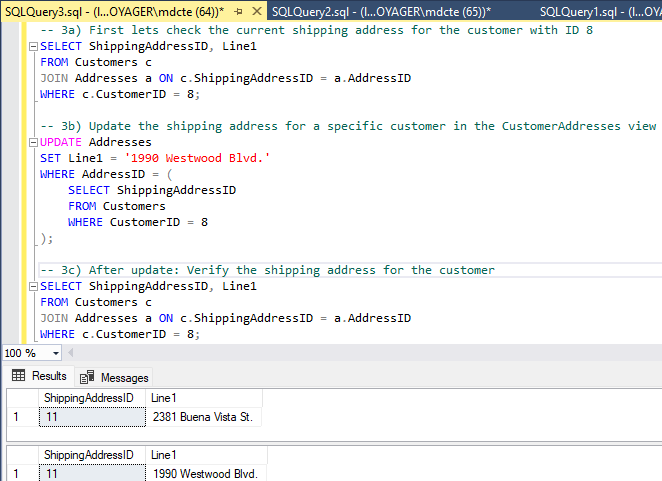 SQLQuery3.sql - (l...OYAGER\mdcte (64))* SQLQuery2.sql - (l...OYAGER\mdcte (65))* SQLQuery1.sql - (l...OYAG
-- 3a) First lets check the current shipping address for the customer with ID 8
SELECT ShippingAddressID, Line1
FROM Customers c
JOIN Addresses a ON c.ShippingAddressID = a.AddressID
WHERE c.CustomerID = 8;
-- 3b) Update the shipping address for a specific customer in the CustomerAddresses view
UPDATE Addresses
SET Line1 = '1990 Westwood Blvd.'
WHERE AddressID = (
SELECT ShippingAddressID
FROM Customers
WHERE CustomerID = 8
);
-- 3c) After update: Verify the shipping address for the customer
SELECT ShippingAddressID, Line1
FROM Customers c
JOIN Addresses a ON c.ShippingAddressID = a.AddressID
WHERE c.CustomerID = 8;
100 %
Results Messages
ShippingAddressID Line1
1 11 2381 Buena Vista St.
ShippingAddressID Line1
1 11 1990 Westwood Blvd.